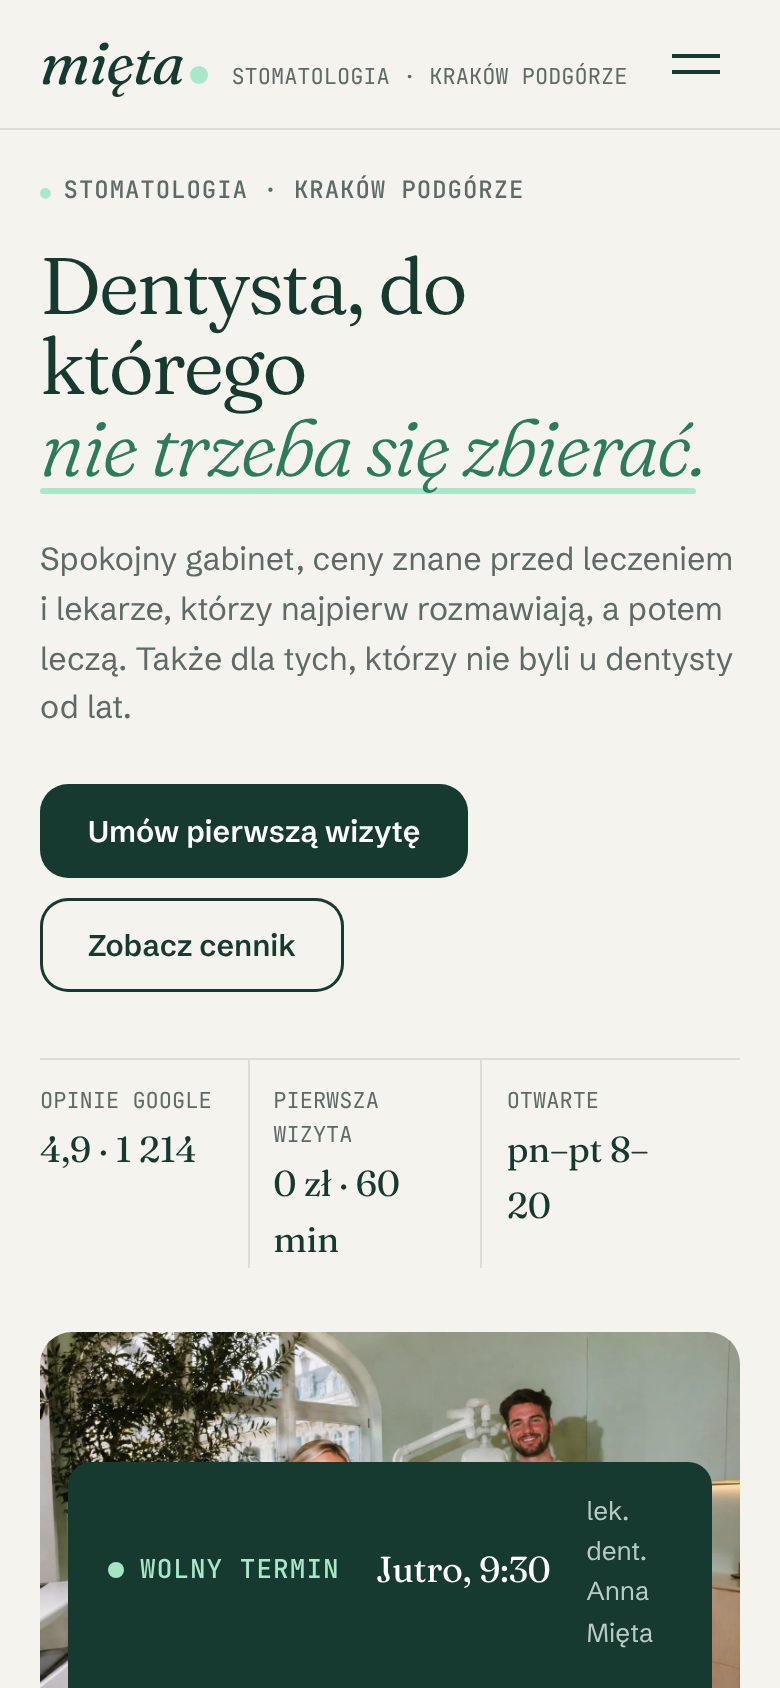 mięta
STOMATOLOGIA · KRAKÓW PODGÓRZE
STOMATOLOGIA · KRAKÓW PODGÓRZE
Dentysta, do
którego
nie trzeba się zbierać.
Spokojny gabinet, ceny znane przed leczeniem
i lekarze, którzy najpierw rozmawiają, a potem
leczą. Także dla tych, którzy nie byli u dentysty
od lat.
Umów pierwszą wizytę
Zobacz cennik
OPINIE GOOGLE
4,9 · 1 214
PIERWSZA
WIZYTA
0 zł · 60
min
OTWARTE
pn–pt 8–
20
WOLNY TERMIN
Jutro, 9:30
lek.
dent.
Anna
Mięta